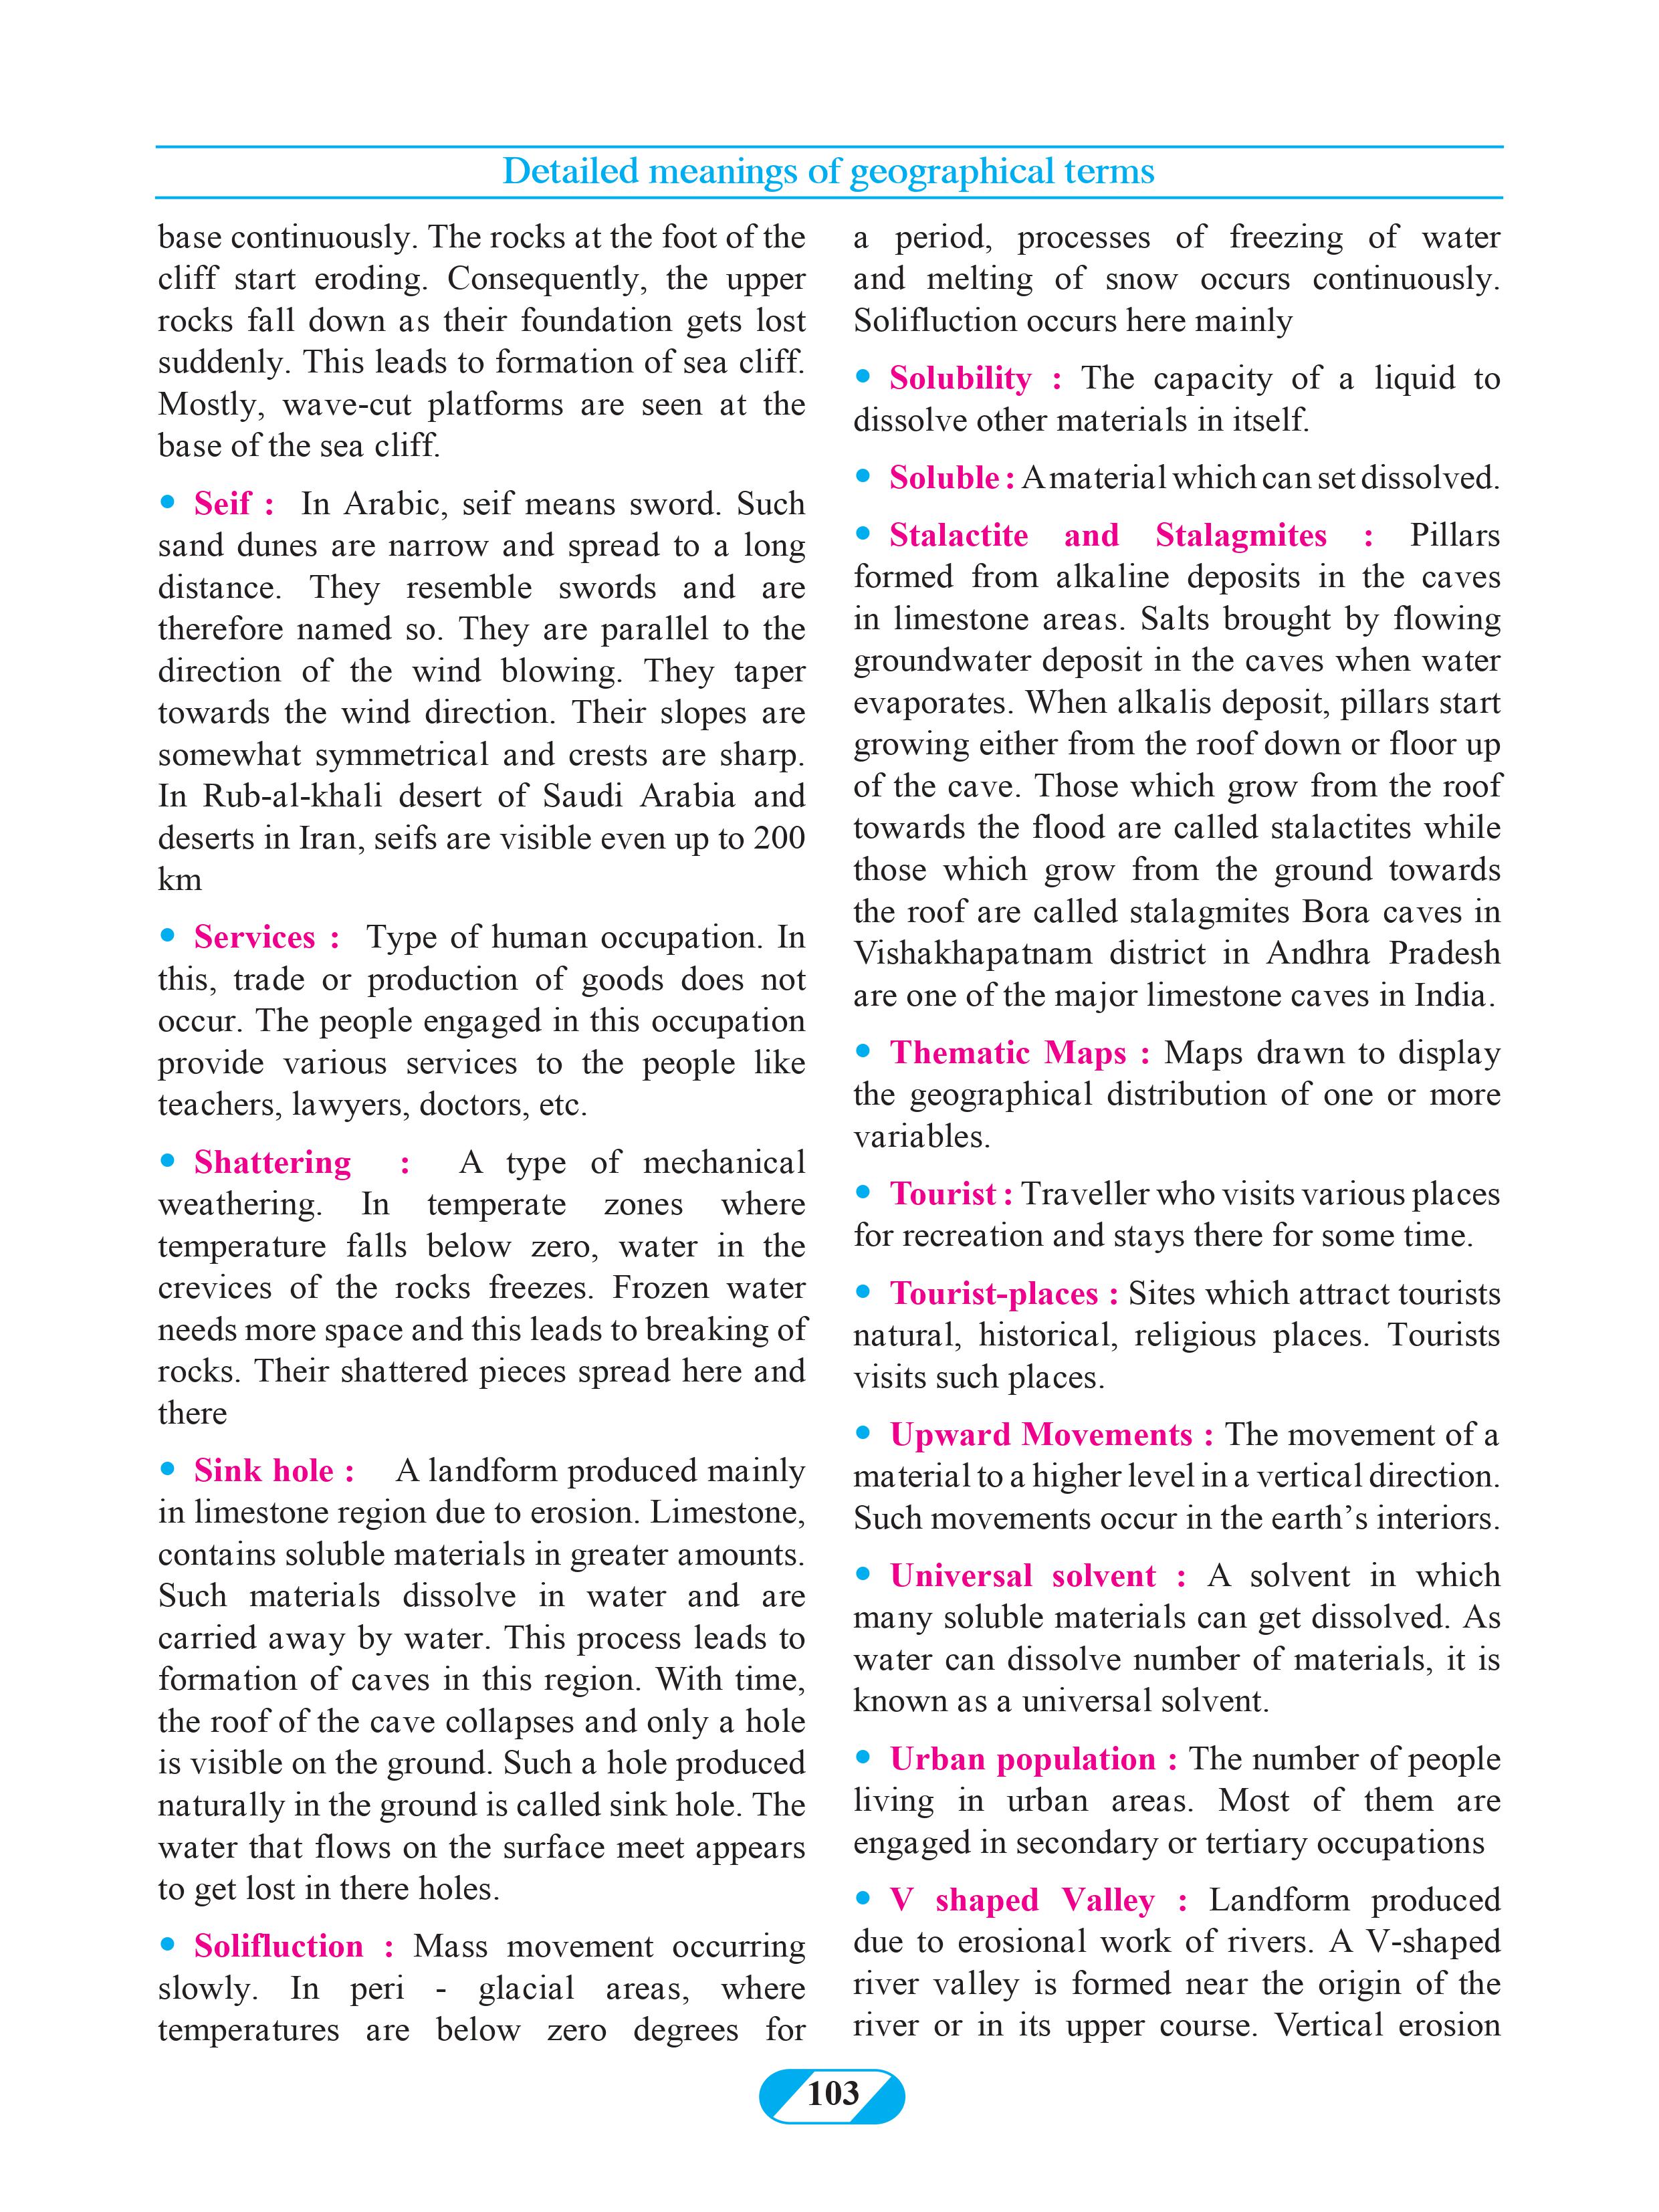 Detailed meanings of geographical terms
base continuously. The rocks at the foot of the
cliff start eroding. Consequently, the upper
rocks fall down as their foundation gets lost
suddenly. This leads to formation of sea cliff.
Mostly, wave-cut platforms are seen at the
base of the sea cliff.
• Seif : In Arabic, seif means sword. Such
sand dunes are narrow and spread to a long
distance. They resemble swords and are
therefore named so. They are parallel to the
direction of the wind blowing. They taper
towards the wind direction. Their slopes are
somewhat symmetrical and crests are sharp.
In Rub-al-khali desert of Saudi Arabia and
deserts in Iran, seifs are visible even up to 200
km
• Services : Type of human occupation. In
this, trade or production of goods does not
occur. The people engaged in this occupation
provide various services to the people like
teachers, lawyers, doctors, etc.
• Shattering : A type of mechanical
weathering. In temperate zones where
temperature falls below zero, water in the
crevices of the rocks freezes. Frozen water
needs more space and this leads to breaking of
rocks. Their shattered pieces spread here and
there
• Sink hole : A landform produced mainly
in limestone region due to erosion. Limestone,
contains soluble materials in greater amounts.
Such materials dissolve in water and are
carried away by water. This process leads to
formation of caves in this region. With time,
the roof of the cave collapses and only a hole
is visible on the ground. Such a hole produced
naturally in the ground is called sink hole. The
water that flows on the surface meet appears
to get lost in there holes.
• Solifluction : Mass movement occurring
slowly. In peri - glacial areas, where
temperatures are below zero degrees for
a period, processes of freezing of water
and melting of snow occurs continuously.
Solifluction occurs here mainly
• Solubility : The capacity of a liquid to
dissolve other materials in itself.
• Soluble : A material which can set dissolved.
• Stalactite and Stalagmites : Pillars
formed from alkaline deposits in the caves
in limestone areas. Salts brought by flowing
groundwater deposit in the caves when water
evaporates. When alkalis deposit, pillars start
growing either from the roof down or floor up
of the cave. Those which grow from the roof
towards the flood are called stalactites while
those which grow from the ground towards
the roof are called stalagmites Bora caves in
Vishakhapatnam district in Andhra Pradesh
are one of the major limestone caves in India.
• Thematic Maps : Maps drawn to display
the geographical distribution of one or more
variables.
• Tourist : Traveller who visits various places
for recreation and stays there for some time.
• Tourist-places : Sites which attract tourists
natural, historical, religious places. Tourists
visits such places.
• Upward Movements : The movement of a
material to a higher level in a vertical direction.
Such movements occur in the earth’s interiors.
• Universal solvent : A solvent in which
many soluble materials can get dissolved. As
water can dissolve number of materials, it is
known as a universal solvent.
• Urban population : The number of people
living in urban areas. Most of them are
engaged in secondary or tertiary occupations
• V shaped Valley : Landform produced
due to erosional work of rivers. A V-shaped
river valley is formed near the origin of the
river or in its upper course. Vertical erosion
103